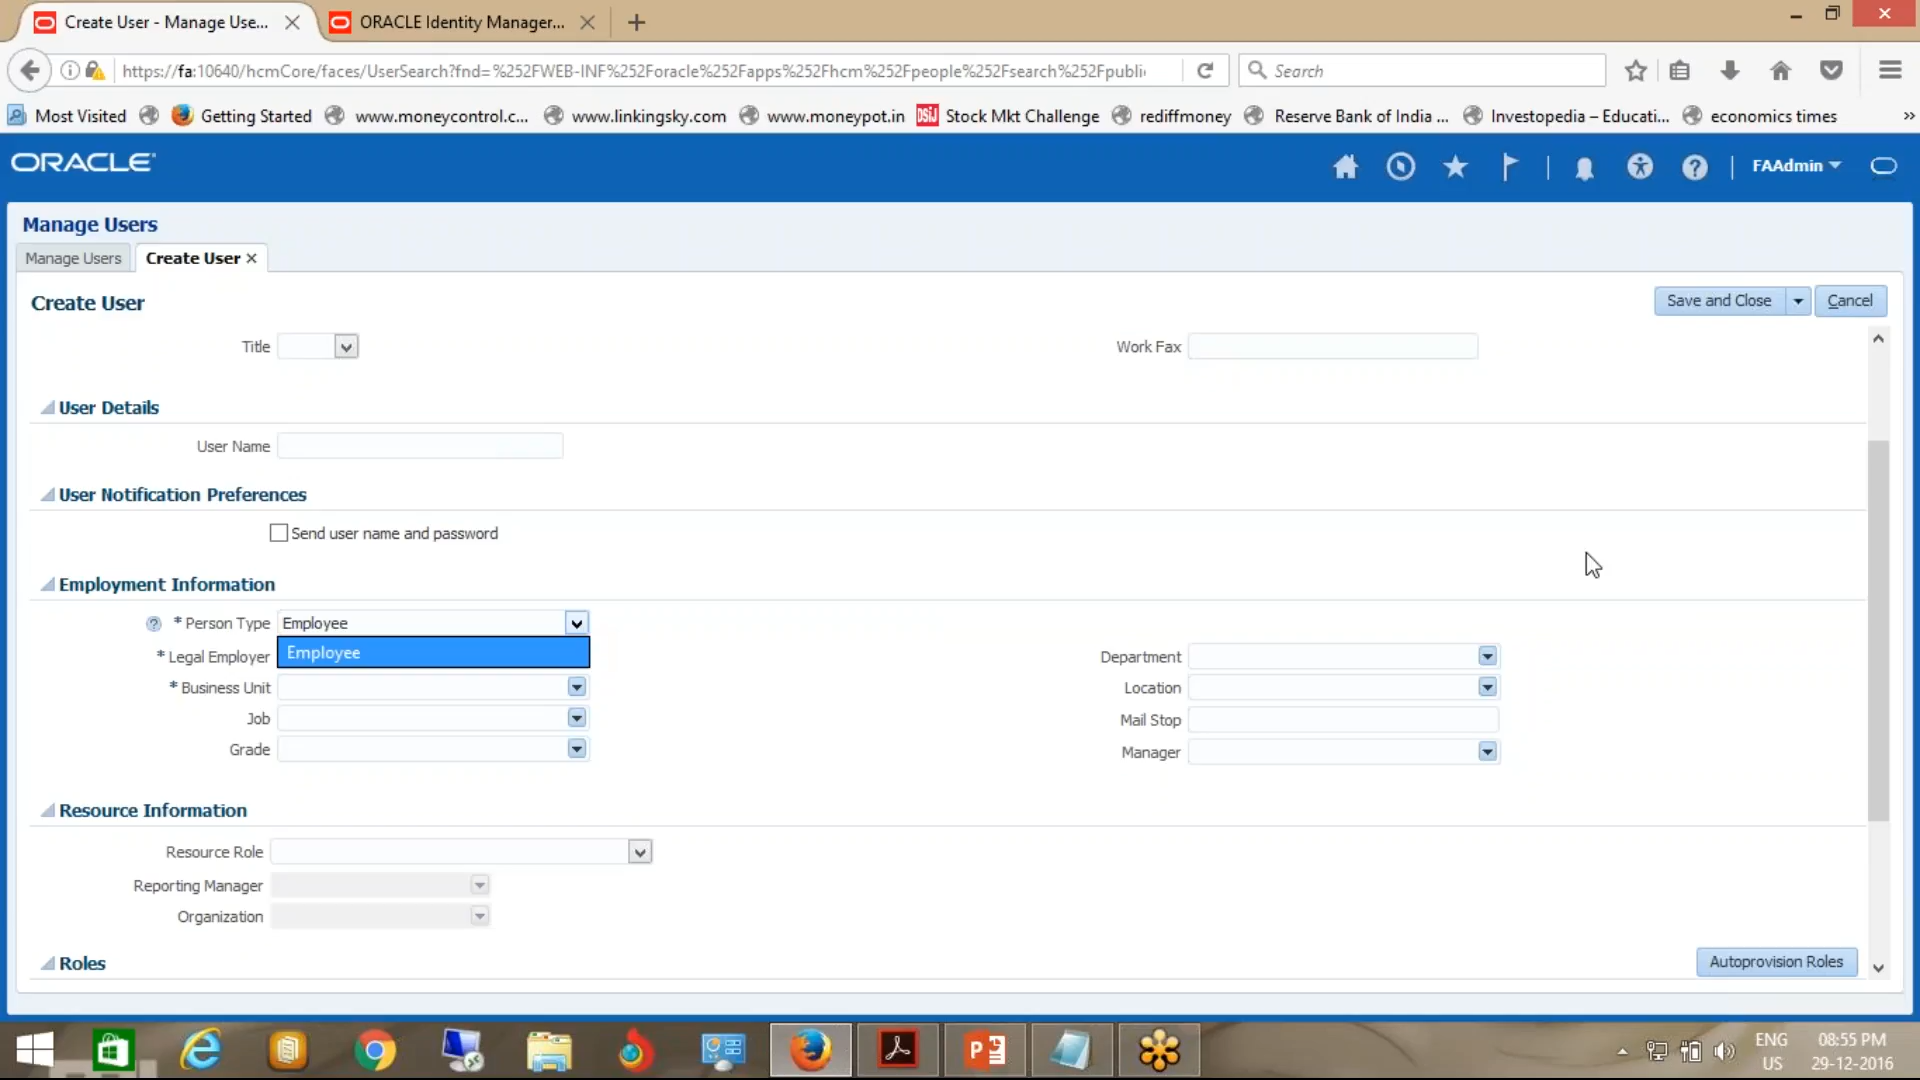 Create User - Manage Use...
ORACLE Identity Manager...
https://fa:10640/hcmCore/faces/UserSearch?fnd=%252FWEB-INF%252Foracle%252Fapps%252Fhcm%252Fpeople%252Fsearch%252Fpubli
Search
Most Visited
Getting Started
www.moneycontrol.c...
www.linkingsky.com
www.moneypot.in
DSIJ
Stock Mkt Challenge
rediffmoney
Reserve Bank of India ...
Investopedia – Educati...
economics times
»
ORACLE
FAAdmin
Manage Users
Manage Users
Create User
Create User
Save and Close
Cancel
Title
Work Fax
User Details
User Name
User Notification Preferences
Send user name and password
Employment Information
* Person Type Employee
Employee
* Legal Employer
Department
* Business Unit
Location
Job
Mail Stop
Grade
Manager
Resource Information
Resource Role
Reporting Manager
Organization
Roles
Autoprovision Roles
ENG
US
08:55 PM
29-12-2016